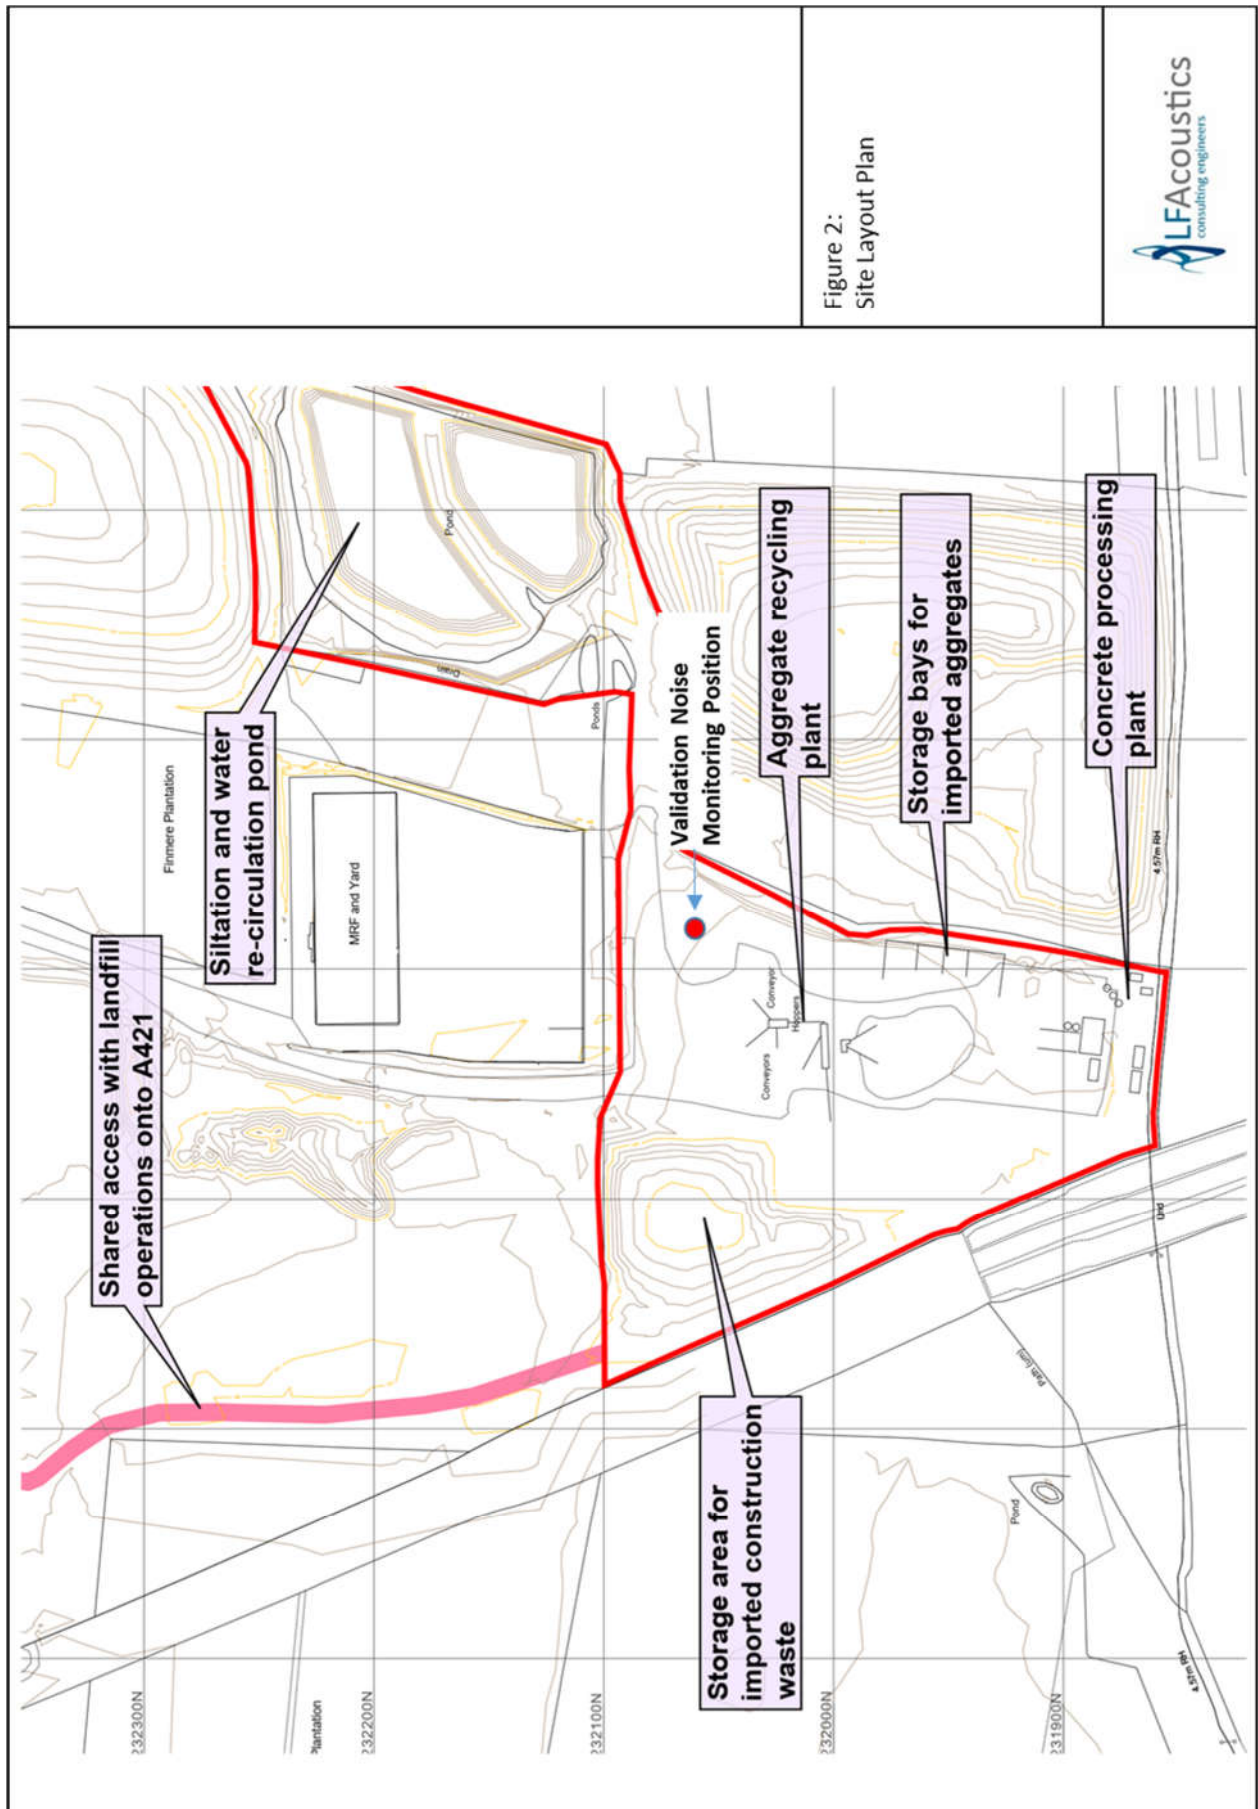 Shared access with landfill
operations onto A421
Siltation and water
re-circulation pond
Finmere Plantation
MRF and Yard
Drain
Pond
Ponds
Validation Noise
Monitoring Position
Aggregate recycling
plant
Storage bays for
imported aggregates
Concrete processing
plant
Storage area for
imported construction
waste
Conveyor
Hoppers
Conveyors
Path (um)
Pond
Und
4.57m RH
4.57m RH
Plantation
232300N
232200N
232100N
232000N
231900N
Figure 2:
Site Layout Plan
LFAcoustics
consulting engineers